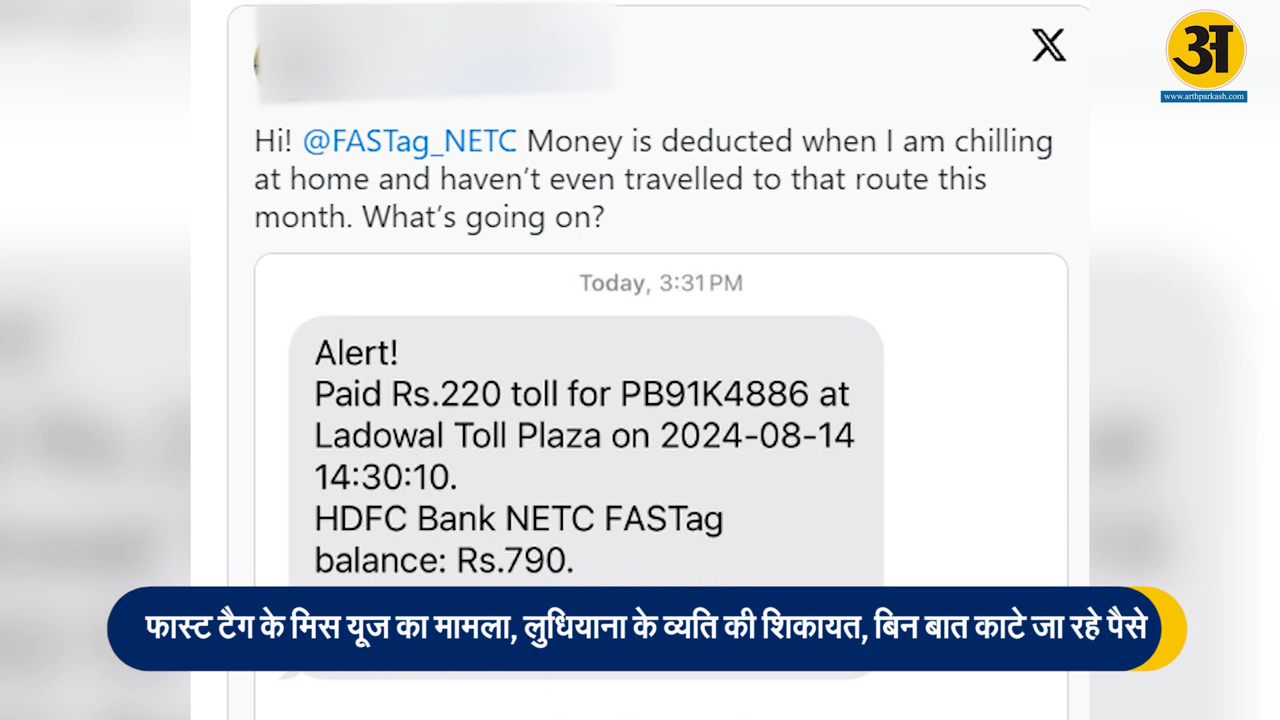 अ
www.arthparkash.com
X
Hi! @FASTag_NETC Money is deducted when I am chilling
at home and haven't even travelled to that route this
month. What's going on?
Today, 3:31 PM
Alert!
Paid Rs.220 toll for PB91K4886 at
Ladowal Toll Plaza on 2024-08-14
14:30:10.
HDFC Bank NETC FASTag
balance: Rs.790.
फास्ट टैग के मिस यूज का मामला, लुधियाना के व्यति की शिकायत, बिन बात काटे जा रहे पैसे